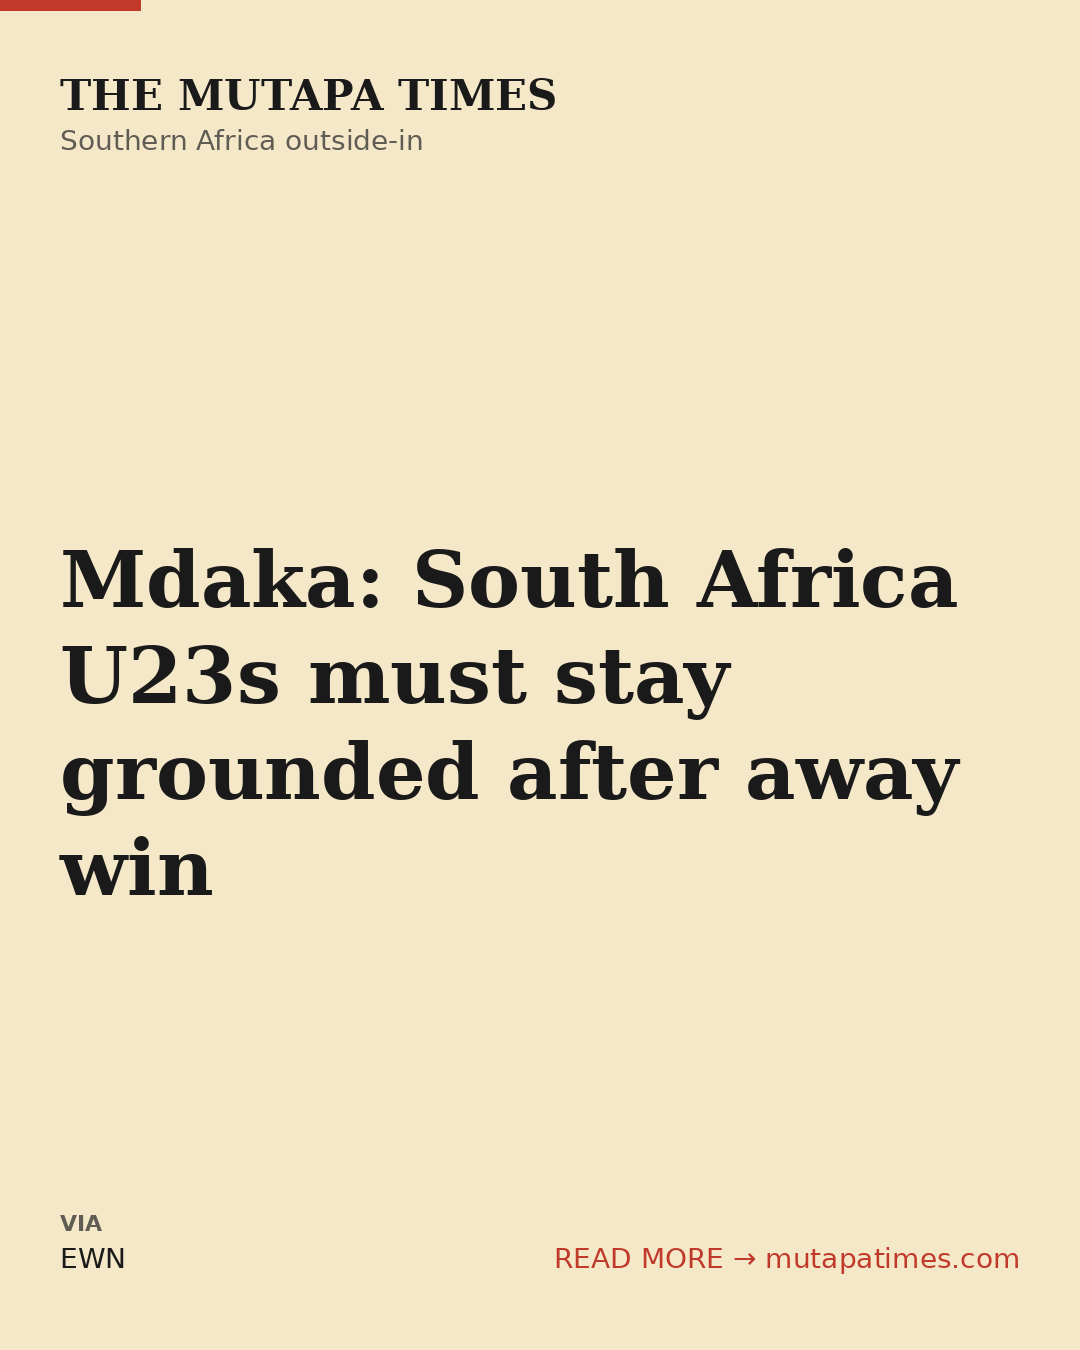 THE MUTAPA TIMES
Southern Africa outside-in
Mdaka: South Africa
U23s must stay
grounded after away
win
VIA
EWN
READ MORE → mutapatimes.com